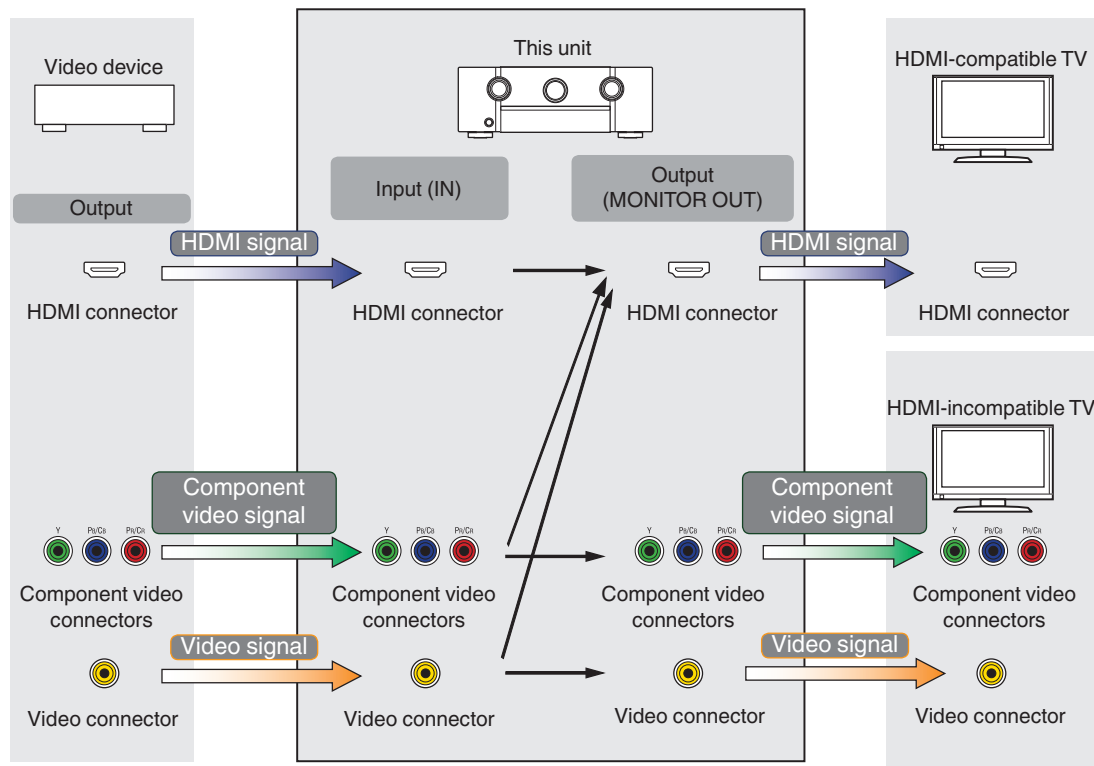 Video device
This unit
HDMI-compatible TV
Output
Input (IN)
Output
(MONITOR OUT)
HDMI signal
HDMI signal
HDMI connector
HDMI connector
HDMI connector
HDMI connector
HDMI-incompatible TV
Component
video signal
Component
video signal
Y
PB/CB
PR/CR
Y
PB/CB
PR/CR
Y
PB/CB
PR/CR
Y
PB/CB
PR/CR
Component video
connectors
Component video
connectors
Component video
connectors
Component video
connectors
Video signal
Video signal
Video connector
Video connector
Video connector
Video connector